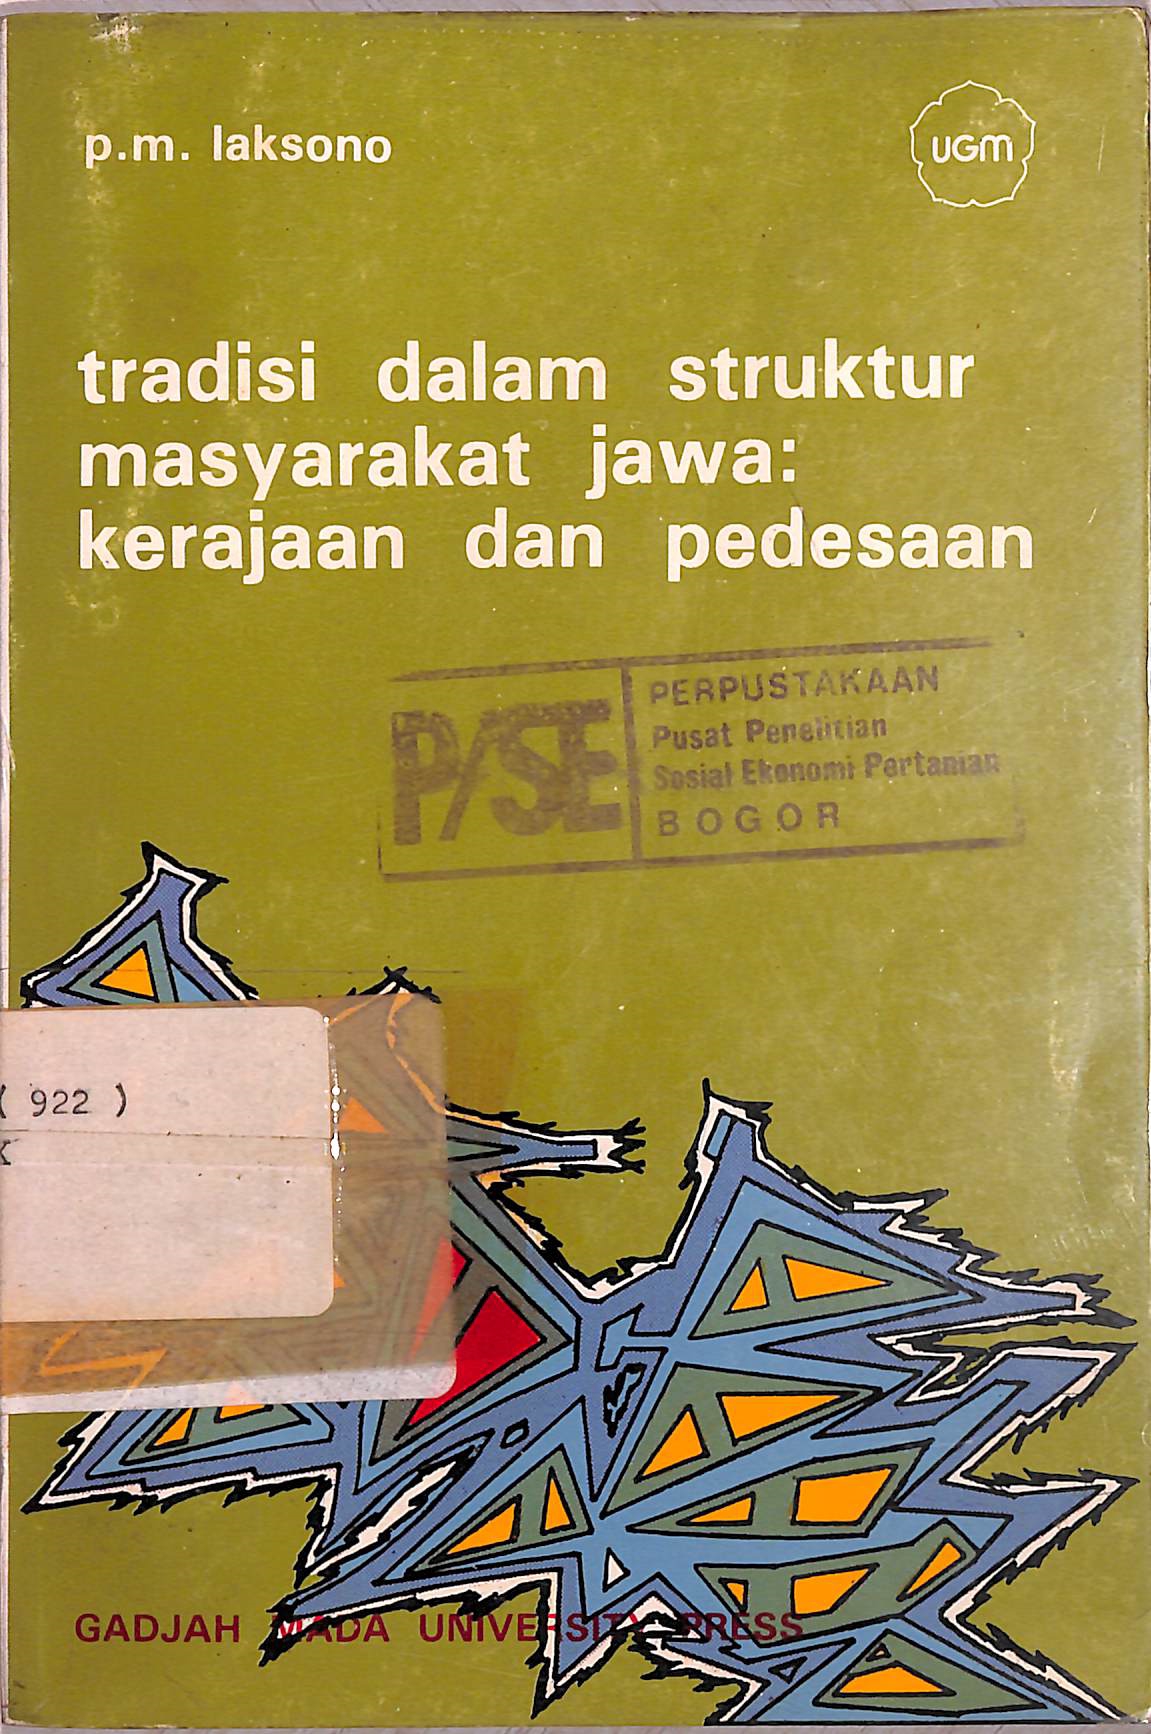 p.m. laksono
UGM
tradisi dalam struktur
masyarakat jawa:
kerajaan dan pedesaan
P/SE
PERPUSTAKAAN
Pusat Penelitian
Sosial Ekonomi Pertanian
BOGOR
( 922 )
K
GADJAH MADA UNIVERSITY PRESS